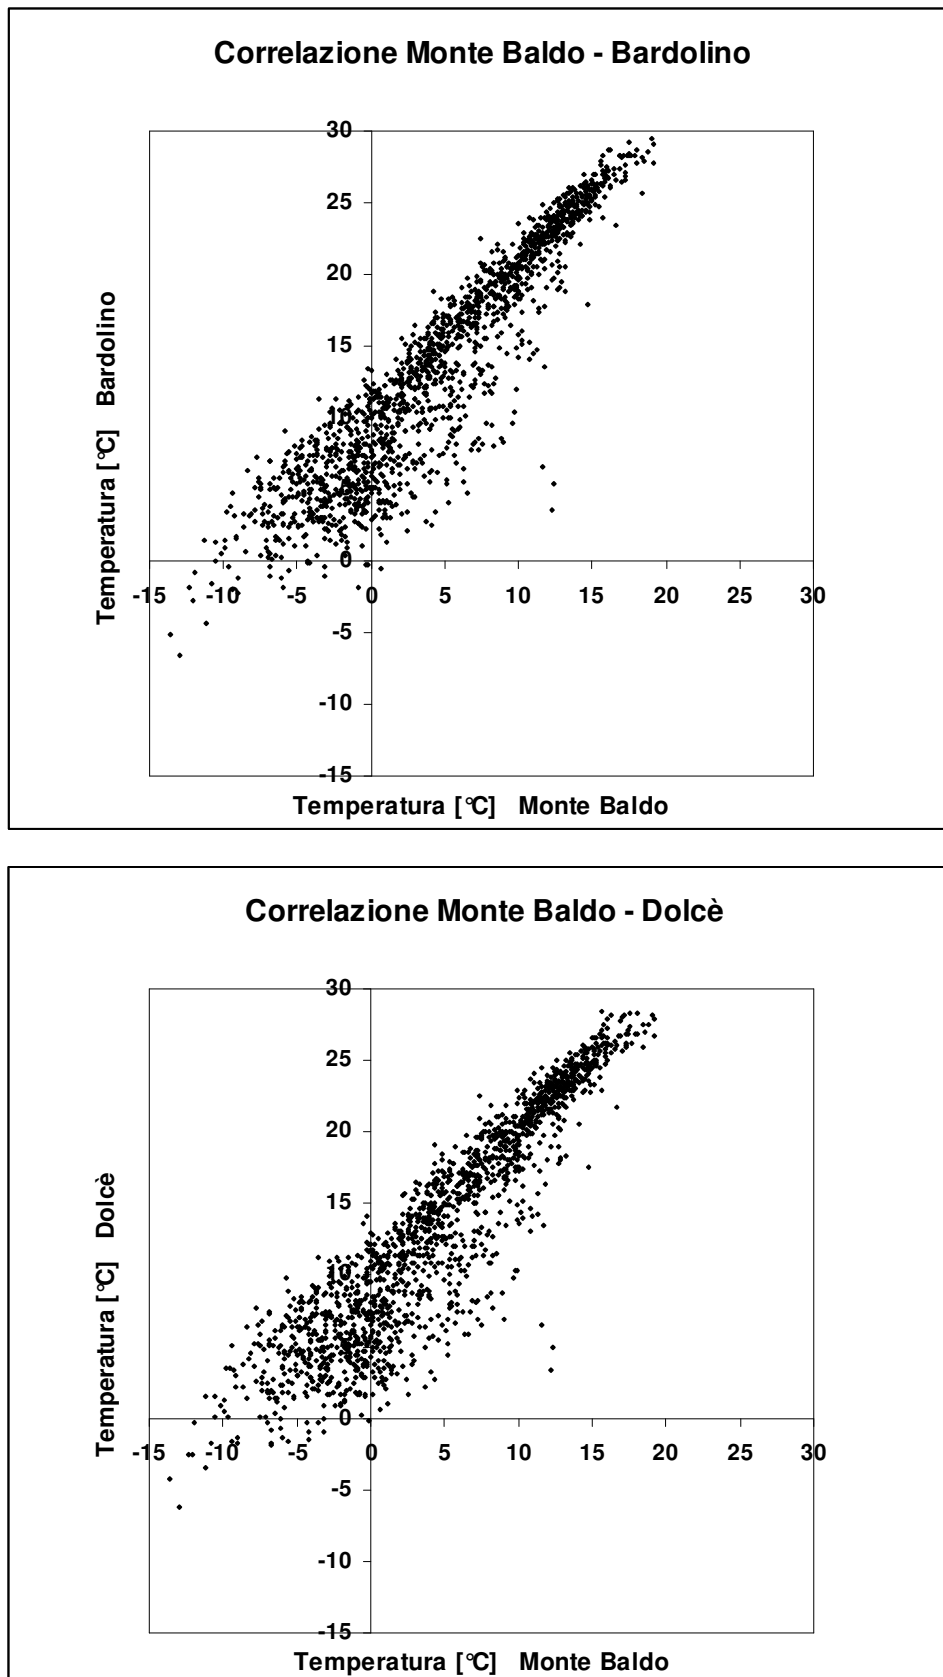 Correlazione Monte Baldo - Bardolino
30
25
20
15
10
0
-15 -10 -5 0 5 10 15 20 25 30
-5
-10
-15
Temperatura [°C] Bardolino
Temperatura [°C] Monte Baldo
Correlazione Monte Baldo - Dolcè
30
25
20
15
10
0
-15 -10 -5 0 5 10 15 20 25 30
-5
-10
-15
Temperatura [°C] Dolcè
Temperatura [°C] Monte Baldo